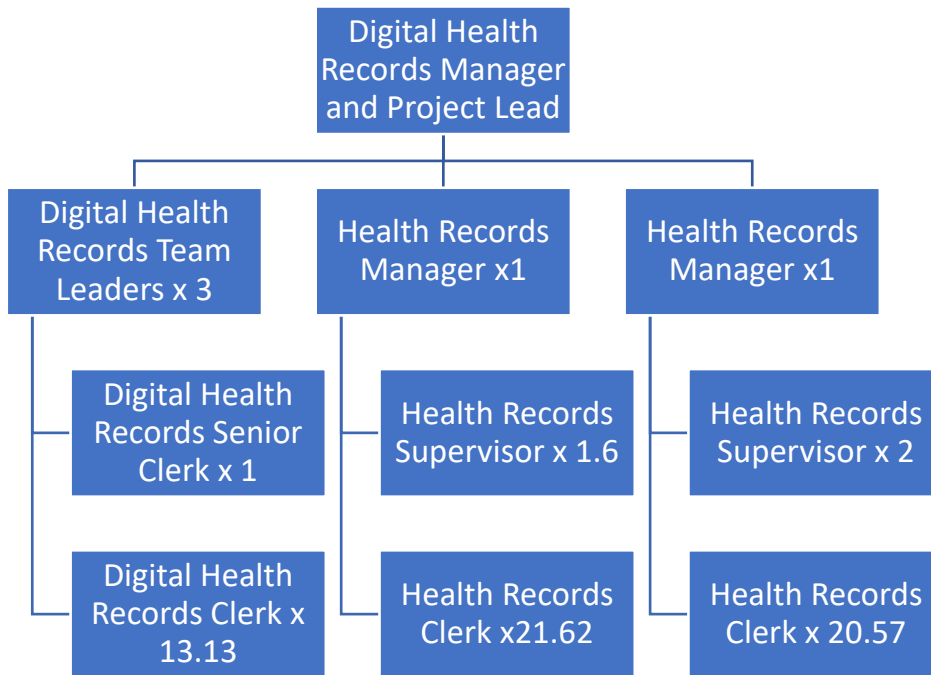 Digital Health
Records Manager
and Project Lead
Digital Health
Records Team
Leaders x 3
Health Records
Manager x1
Health Records
Manager x1
Digital Health
Records Senior
Clerk x 1
Health Records
Supervisor x 1.6
Health Records
Supervisor x 2
Digital Health
Records Clerk x
13.13
Health Records
Clerk x21.62
Health Records
Clerk x 20.57